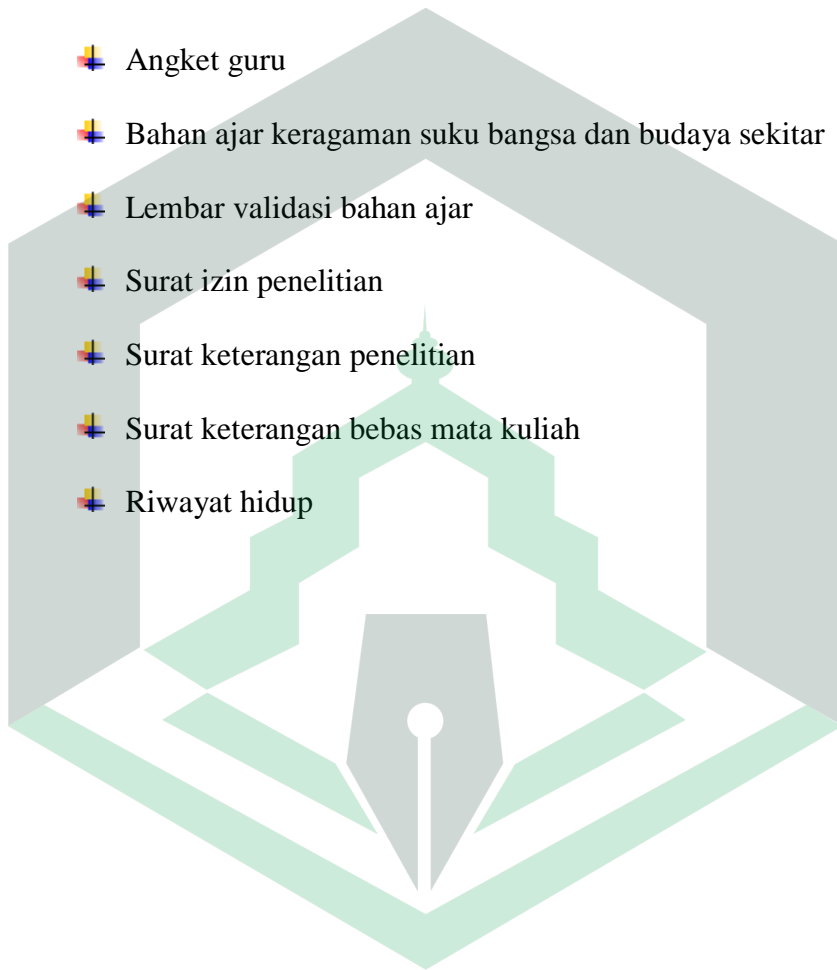 Angket guru
Bahan ajar keragaman suku bangsa dan budaya sekitar
Lembar validasi bahan ajar
Surat izin penelitian
Surat keterangan penelitian
Surat keterangan bebas mata kuliah
Riwayat hidup